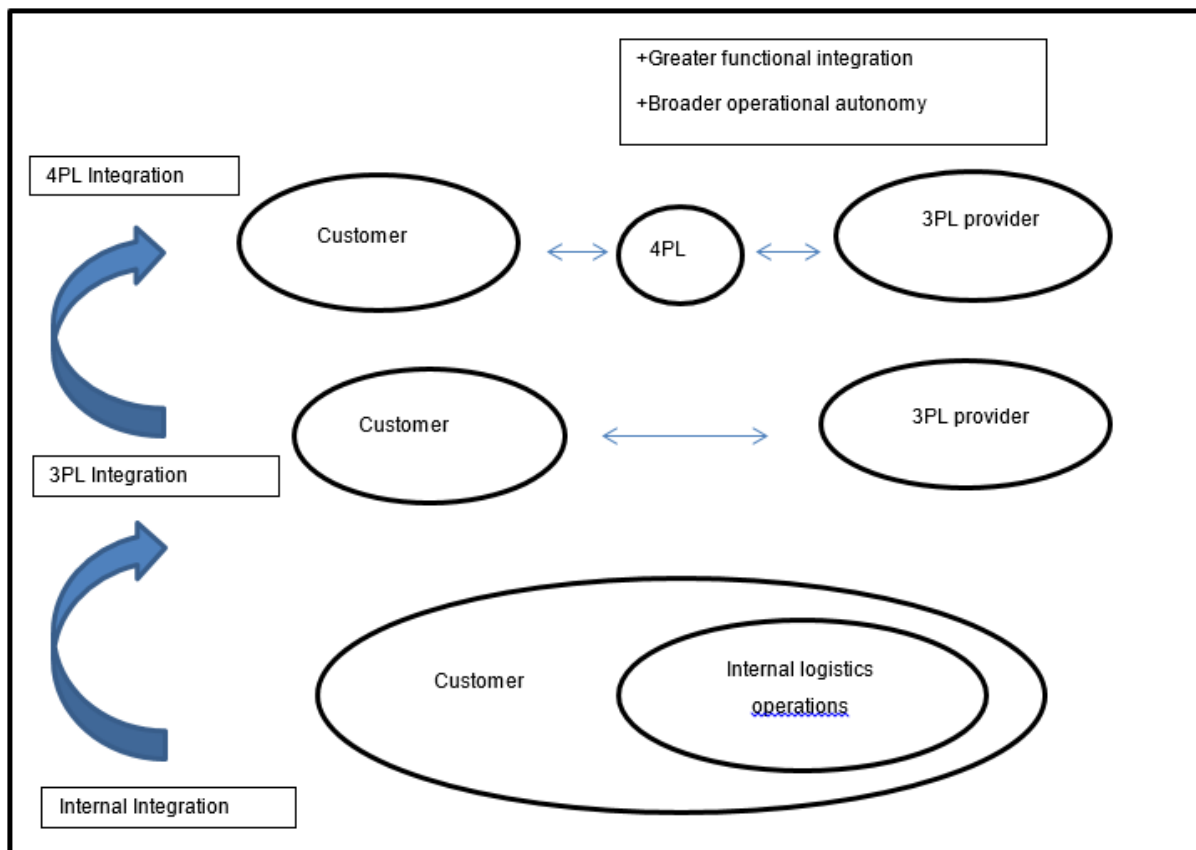 +Greater functional integration
+Broader operational autonomy
4PL Integration
Customer
4PL
3PL provider
Customer
3PL provider
3PL Integration
Customer
Internal logistics
operations
Internal Integration